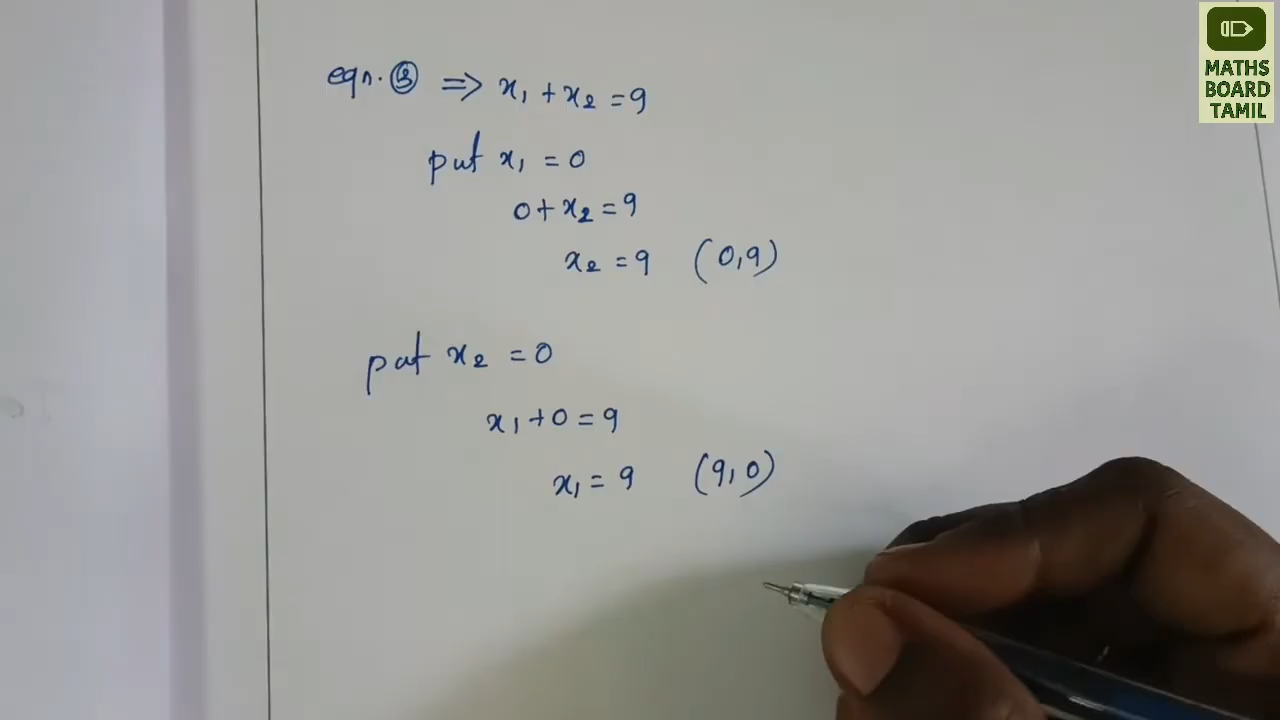 eqn. ③ ⇒ x₁ + x₂ = 9
put x₁ = 0
0 + x₂ = 9
x₂ = 9 (0,9)
put x₂ = 0
x₁ + 0 = 9
x₁ = 9 (9,0)
MATHS
BOARD
TAMIL